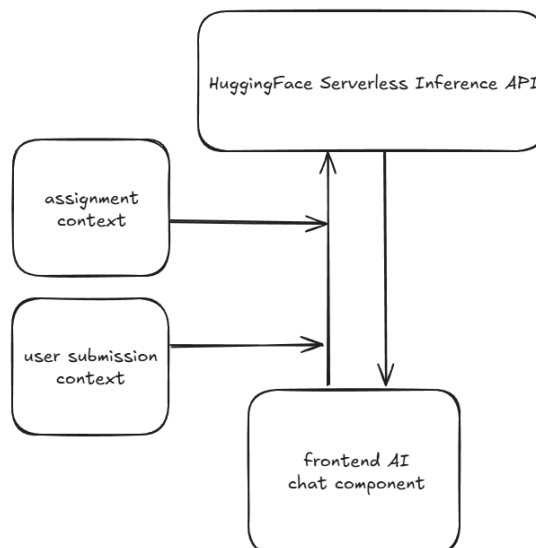 HuggingFace Serverless Inference API
assignment
context
user submission
context
frontend AI
chat component